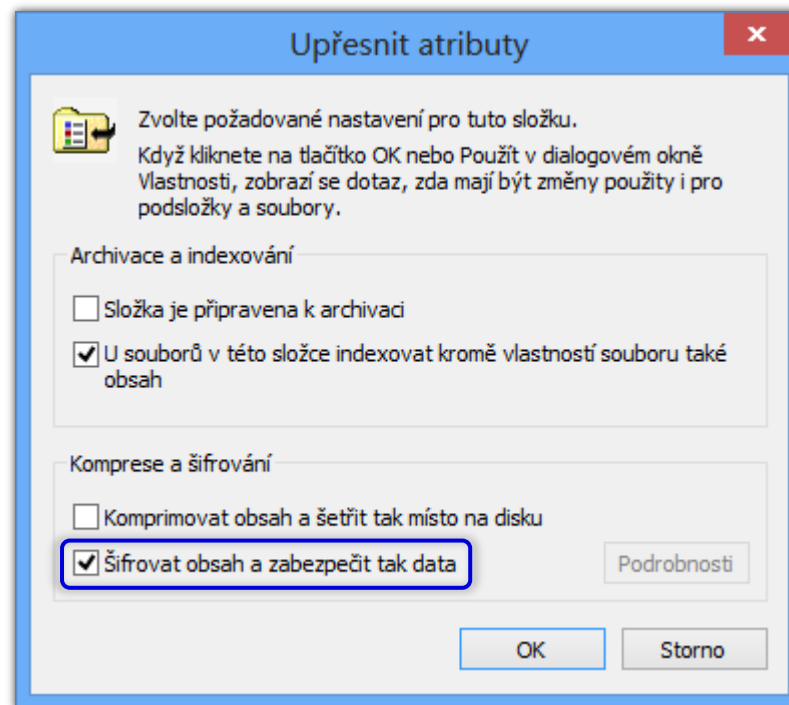 Upřesnit atributy
Zvolte požadované nastavení pro tuto složku.
Když kliknete na tlačítko OK nebo Použít v dialogovém okně
Vlastnosti, zobrazí se dotaz, zda mají být změny použity i pro
podsložky a soubory.
Archivace a indexování
Složka je připravena k archivaci
U souborů v této složce indexovat kromě vlastností souboru také
obsah
Komprese a šifrování
Komprimovat obsah a šetřit tak místo na disku
Šifrovat obsah a zabezpečit tak data
Podrobnosti
OK
Storno